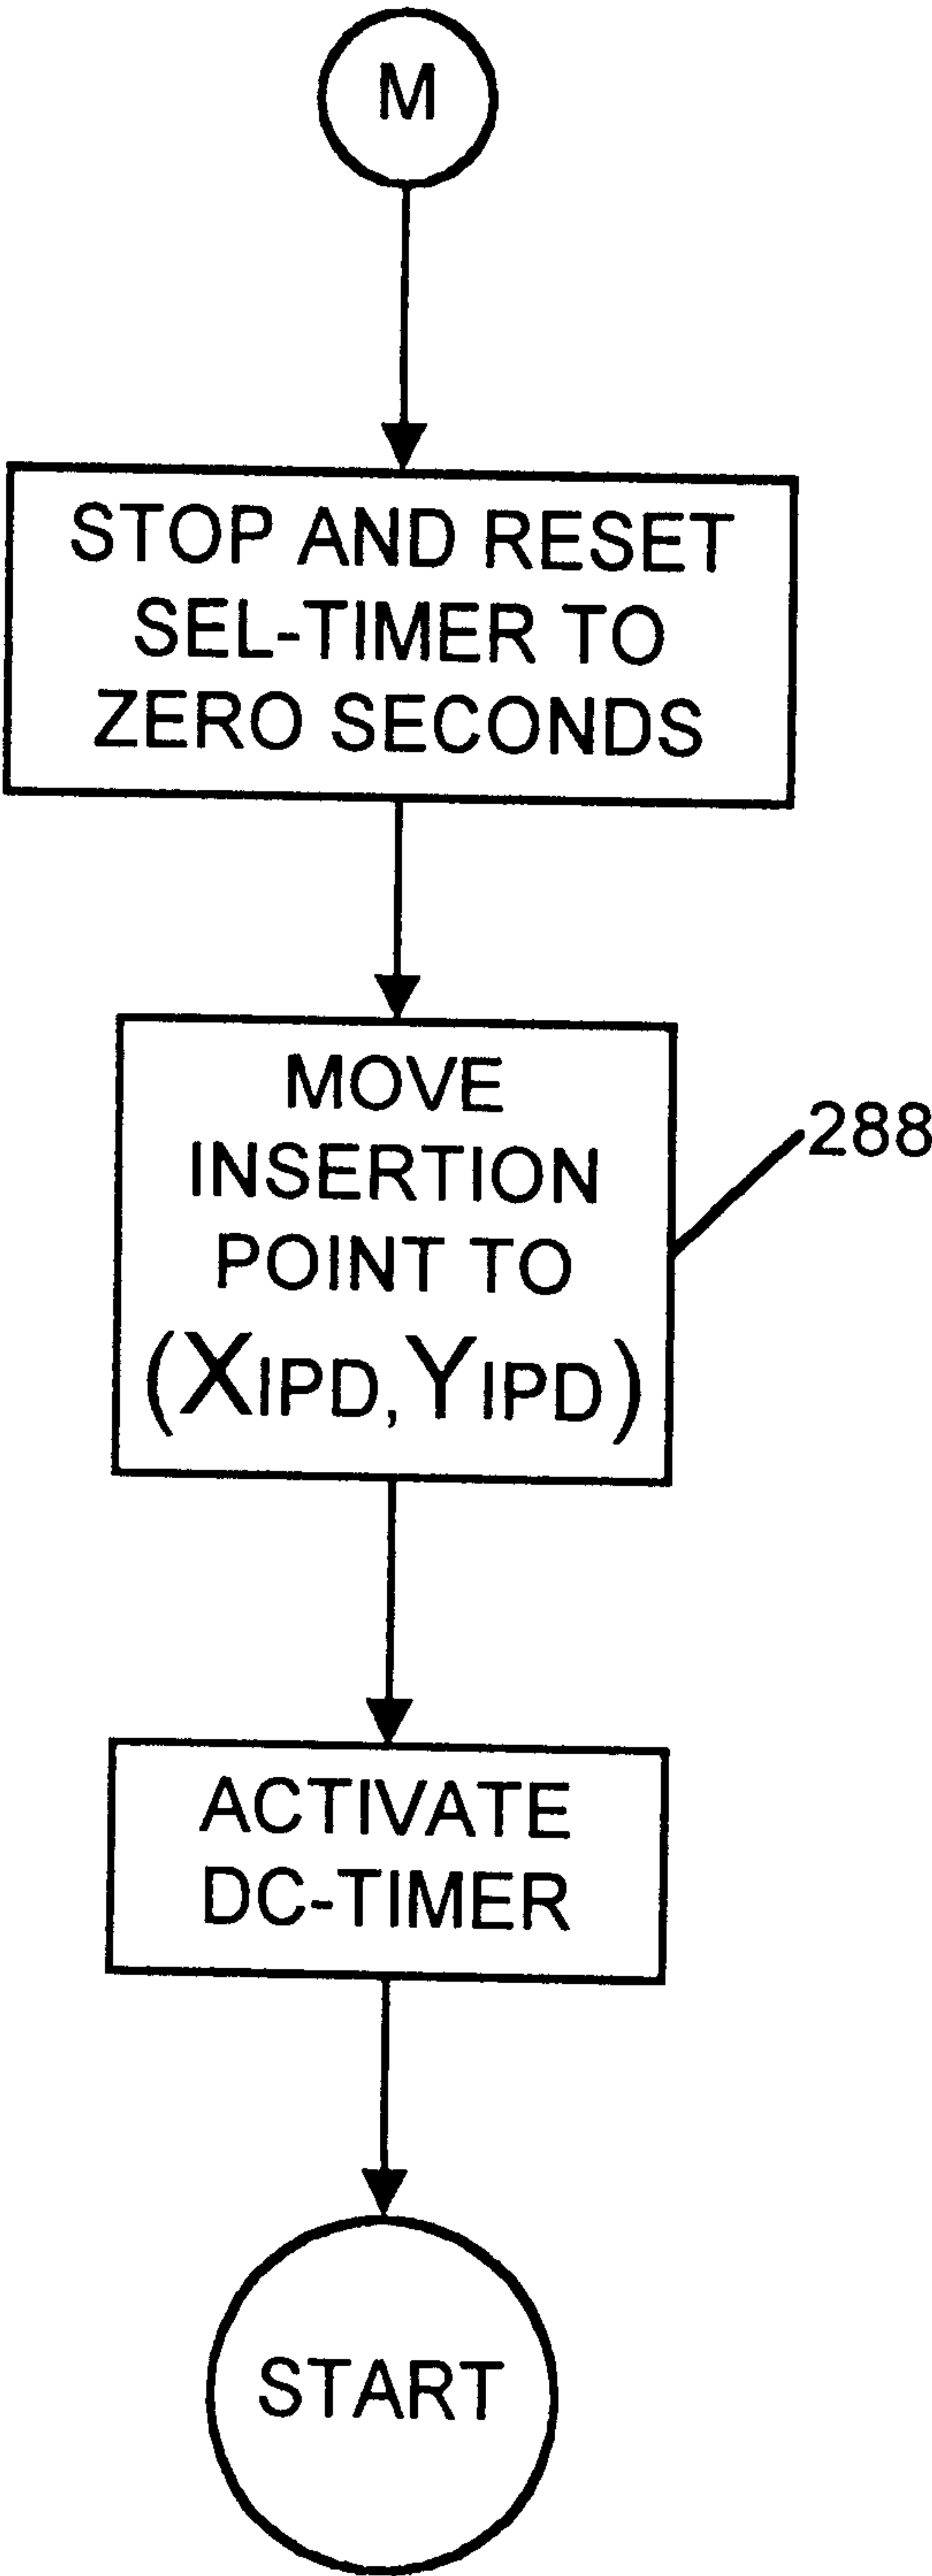 M
STOP AND RESET
SEL-TIMER TO
ZERO SECONDS
MOVE
INSERTION
POINT TO
(XIPD, YIPD)
288
ACTIVATE
DC-TIMER
START